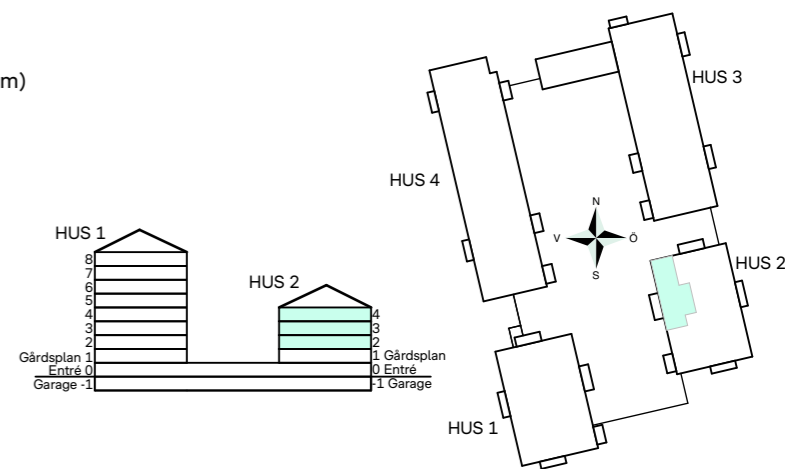 m)
HUS 1
8
7
6
5
4
3
2
Gårdsplan 1
Entré 0
Garage -1
HUS 2
4
3
2
1 Gårdsplan
0 Entré
-1 Garage
HUS 3
HUS 4
N
V
Ö
S
HUS 2
HUS 1